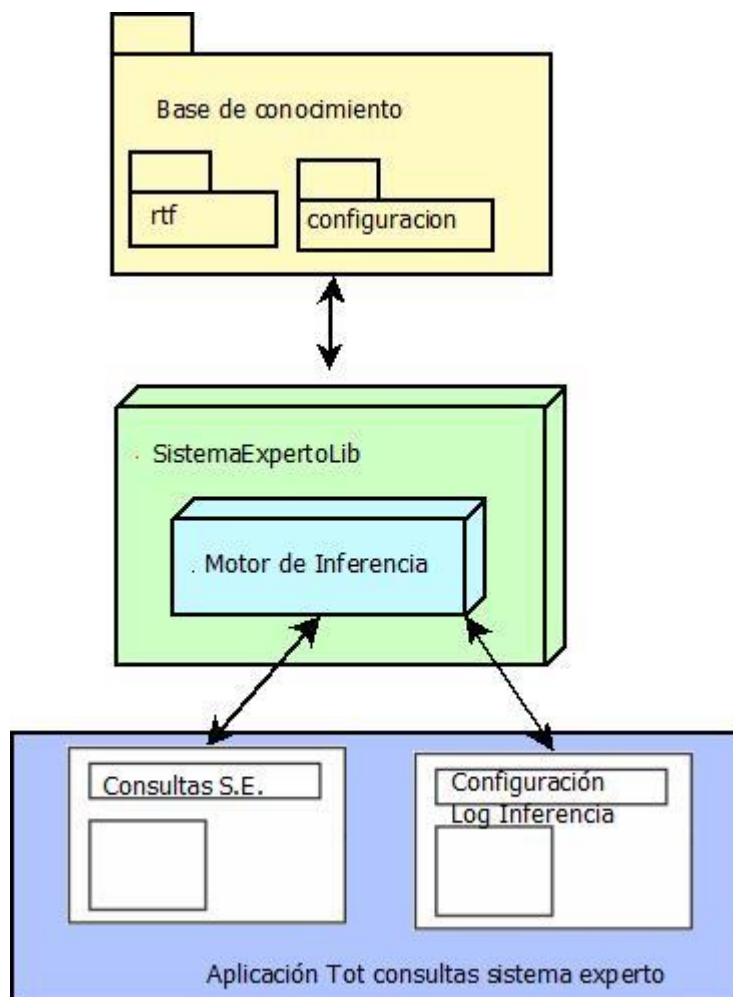 Base de conocimiento
rtf
configuracion
. SistemaExpertoLib
. Motor de Inferencia
Consultas S.E.
Configuración
Log Inferencia
Aplicación Tot consultas sistema experto